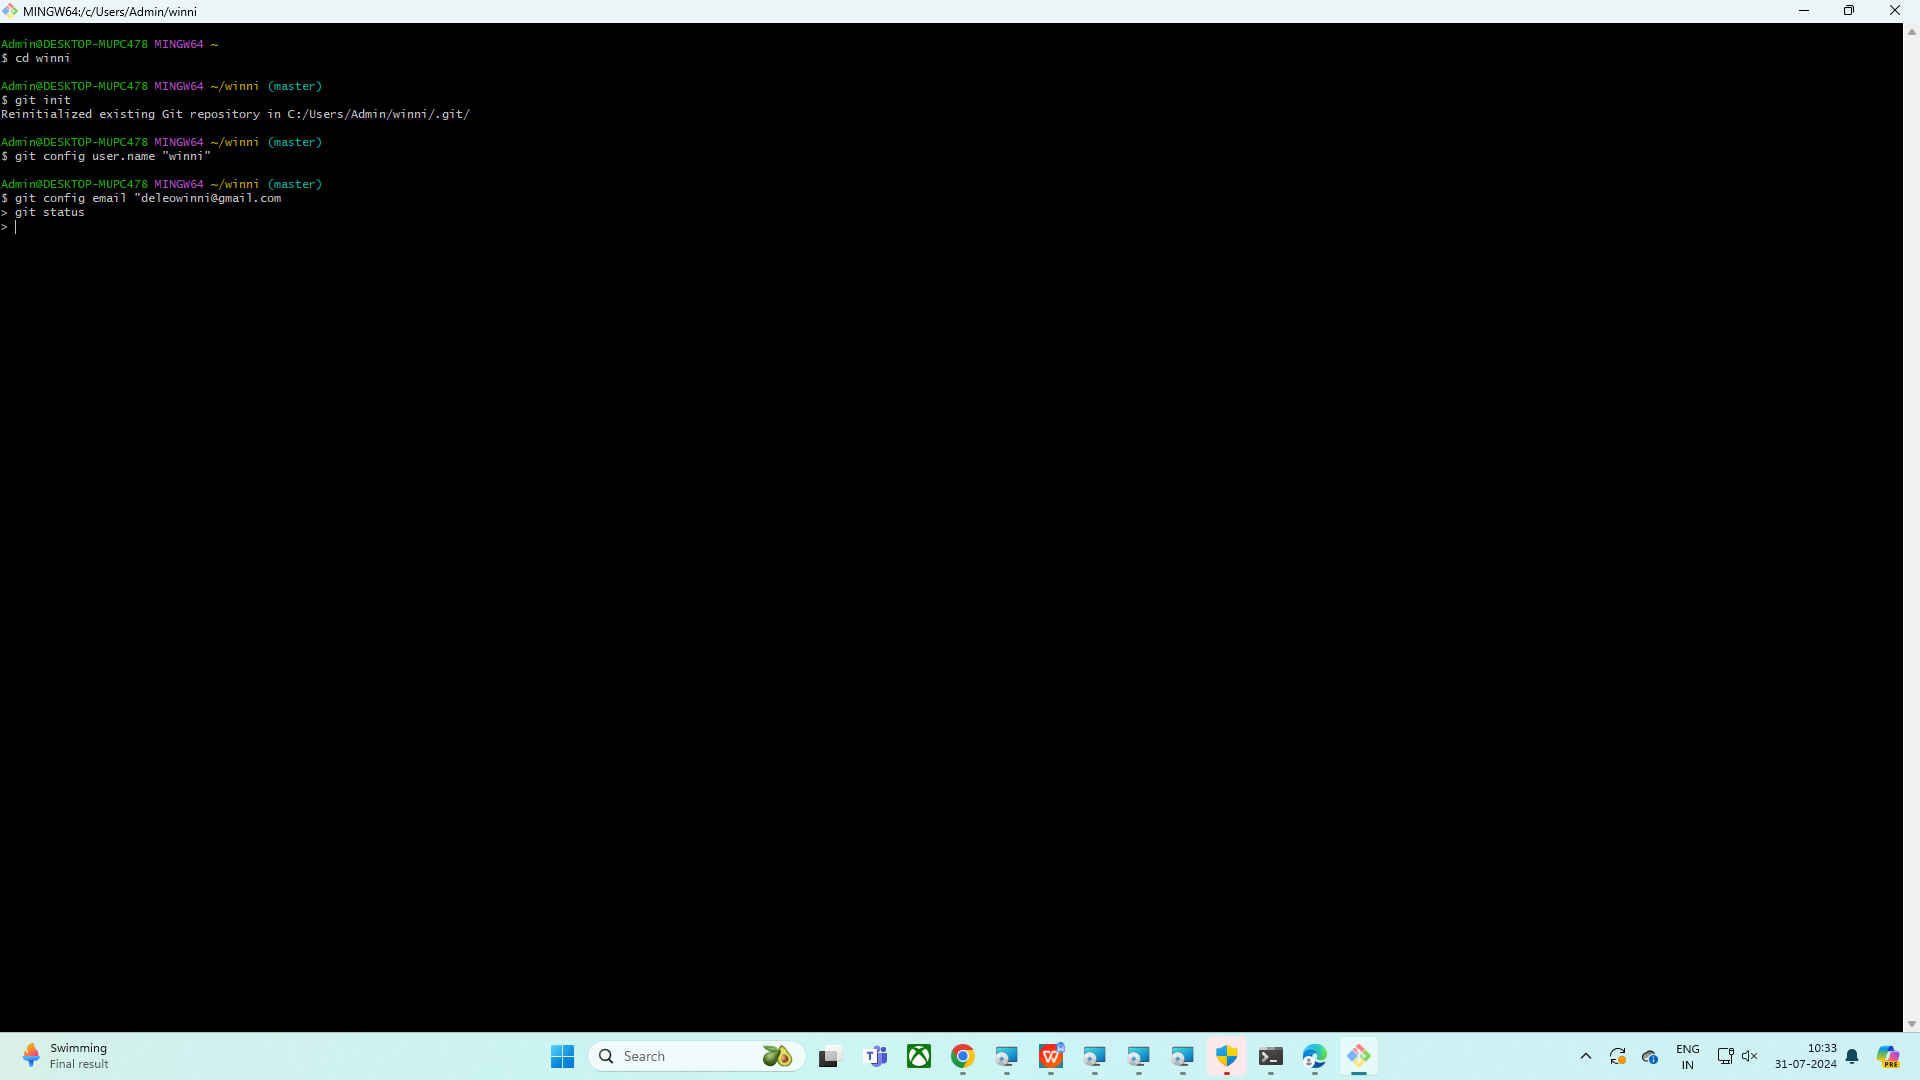 MINGW64:/c/Users/Admin/winni
Admin@DESKTOP-MUPC478 MINGW64 ~
$ cd winni
Admin@DESKTOP-MUPC478 MINGW64 ~/winni (master)
$ git init
Reinitialized existing Git repository in C:/Users/Admin/winni/.git/
Admin@DESKTOP-MUPC478 MINGW64 ~/winni (master)
$ git config user.name "winni"
Admin@DESKTOP-MUPC478 MINGW64 ~/winni (master)
$ git config email "deleowinni@gmail.com
> git status
>
Swimming
Final result
Search
ENG
IN
10:33
31-07-2024
PRE